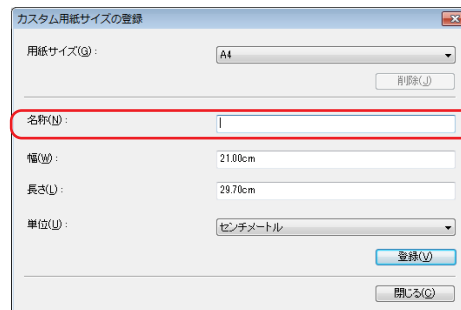 カスタム用紙サイズの登録
用紙サイズ(G): A4
削除(J)
名称(N):
幅(W): 21.00cm
長さ(L): 29.70cm
単位(U): センチメートル
登録(V)
閉じる(C)